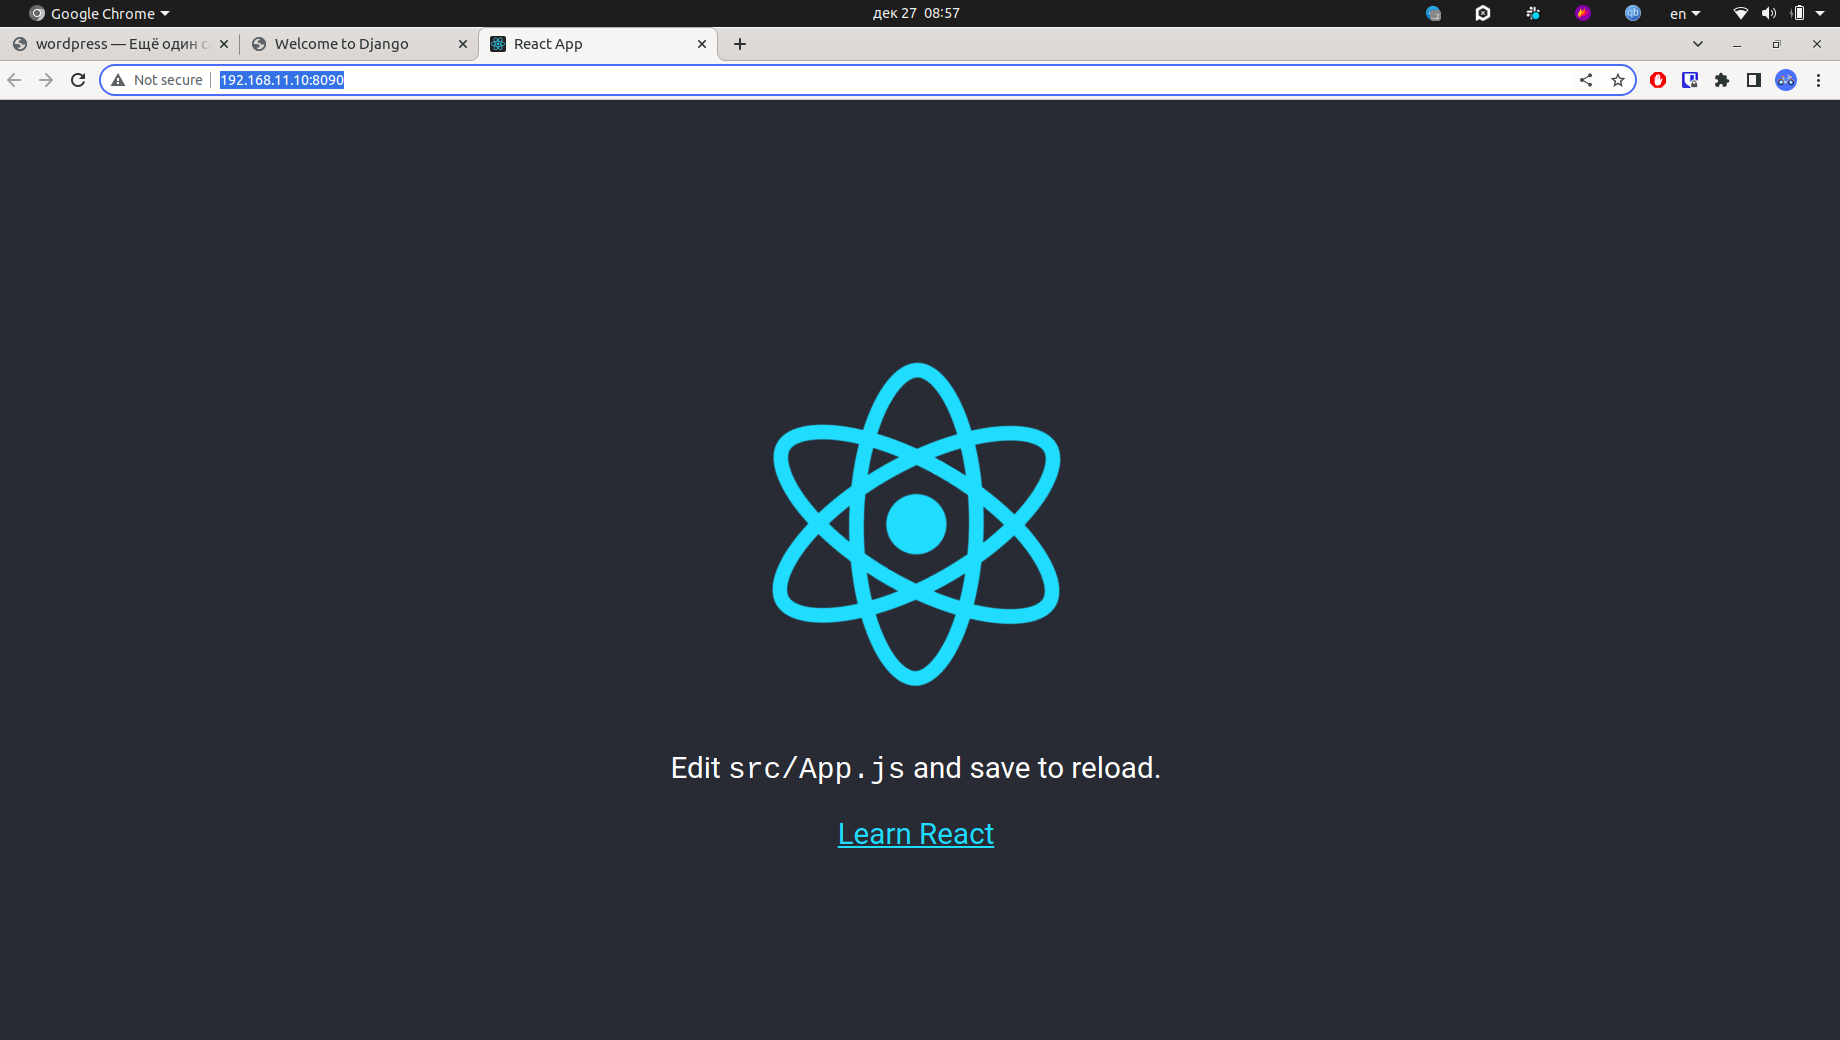 Google Chrome
дек 27 08:57
en
wordpress — Ещё один с
Welcome to Django
React App
Not secure
192.168.11.10:8090
Edit src/App.js and save to reload.
Learn React